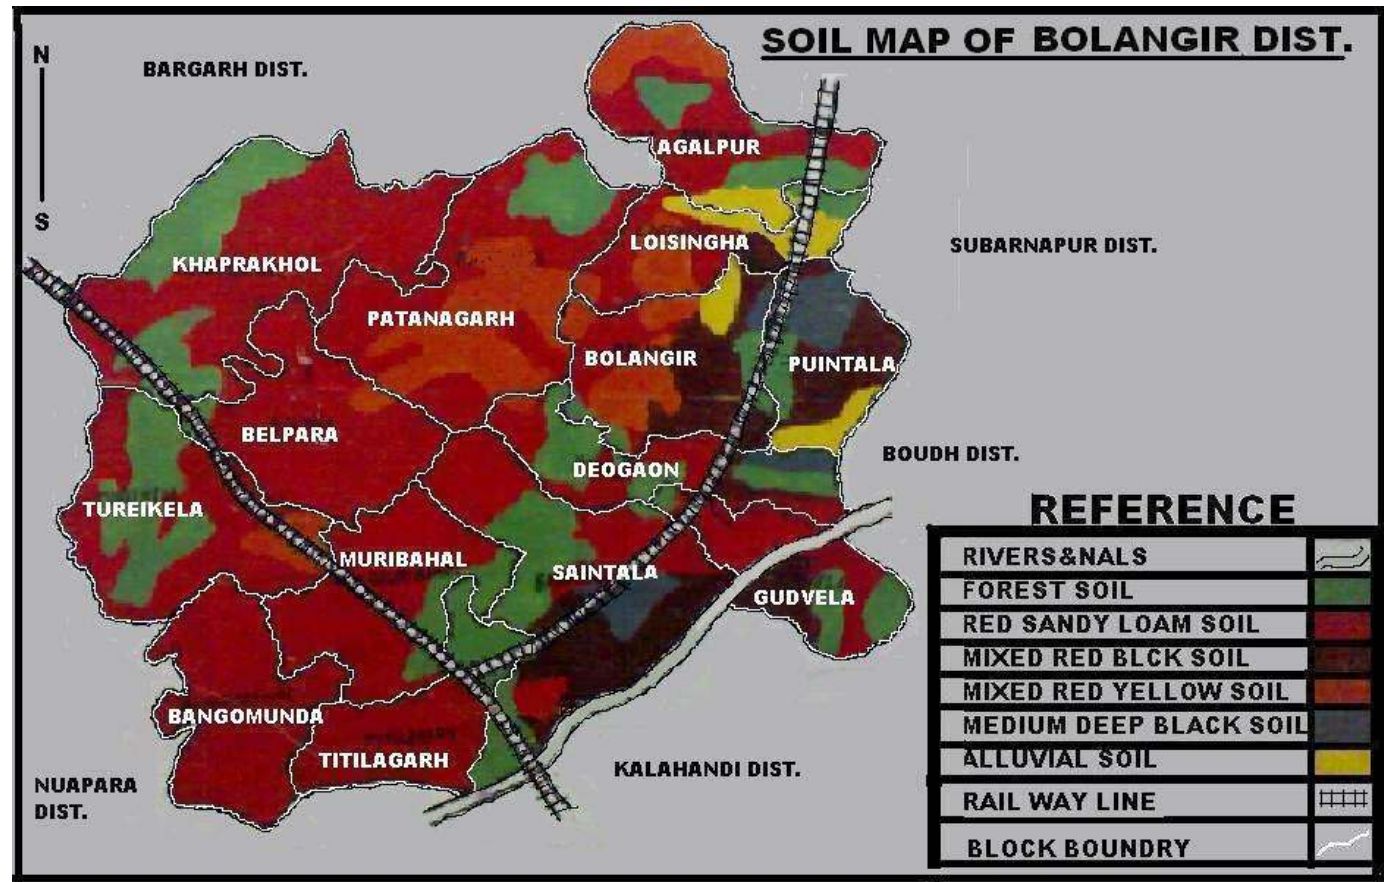 SOIL MAP OF BOLANGIR DIST.
N
S
BARGARH DIST.
AGALPUR
LOISINGHA
SUBARNAPUR DIST.
KHAPRAKHOL
PATANAGARH
BOLANGIR
PUINTALA
BELPARA
DEOGAON
BOUDH DIST.
TUREIKELA
MURIBAHAL
SAINTALA
GUDVELA
BANGOMUNDA
TITILAGARH
KALAHANDI DIST.
NUAPARA
DIST.
REFERENCE
RIVERS&NALS
FOREST SOIL
RED SANDY LOAM SOIL
MIXED RED BLCK SOIL
MIXED RED YELLOW SOIL
MEDIUM DEEP BLACK SOIL
ALLUVIAL SOIL
RAIL WAY LINE
BLOCK BOUNDRY